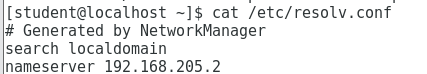 [student@localhost ~]$ cat /etc/resolv.conf
# Generated by NetworkManager
search localdomain
nameserver 192.168.205.2